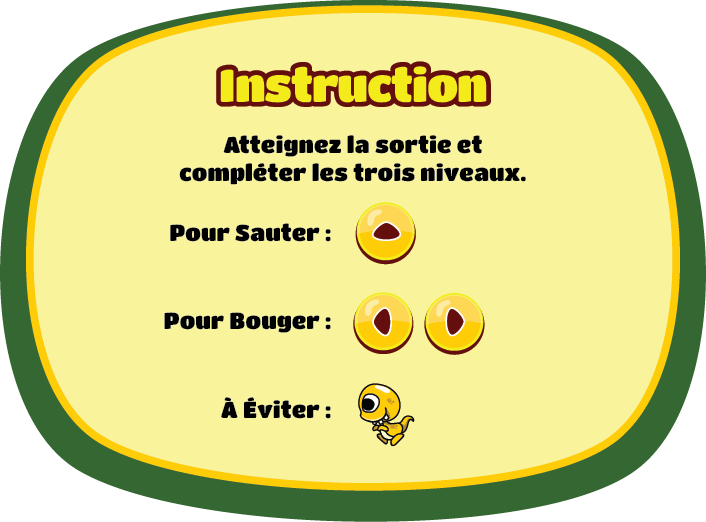 Instruction
Atteignez la sortie et
compléter les trois niveaux.
Pour Sauter :
Pour Bouger :
À Éviter :